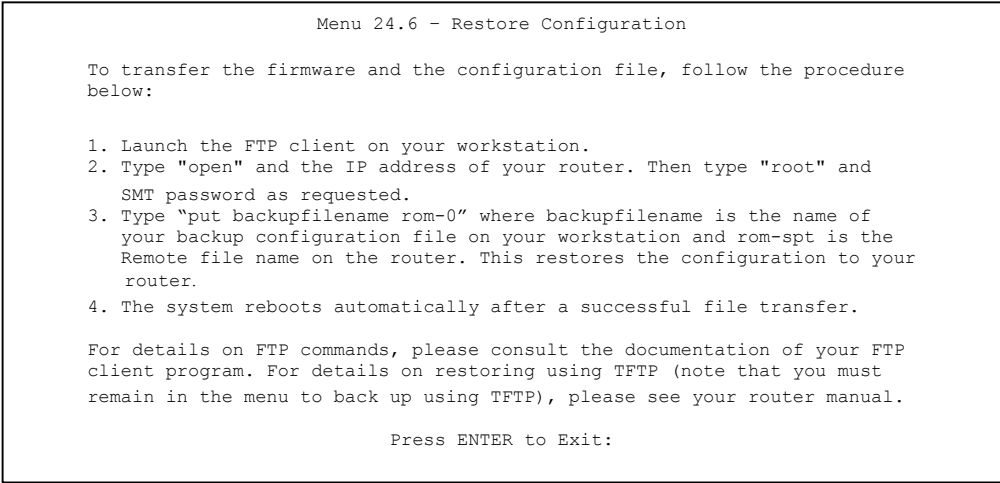 Menu 24.6 – Restore Configuration
To transfer the firmware and the configuration file, follow the procedure
below:
1. Launch the FTP client on your workstation.
2. Type "open" and the IP address of your router. Then type "root" and
SMT password as requested.
3. Type “put backupfilename rom-0” where backupfilename is the name of
your backup configuration file on your workstation and rom-spt is the
Remote file name on the router. This restores the configuration to your
router.
4. The system reboots automatically after a successful file transfer.
For details on FTP commands, please consult the documentation of your FTP
client program. For details on restoring using TFTP (note that you must
remain in the menu to back up using TFTP), please see your router manual.
Press ENTER to Exit: